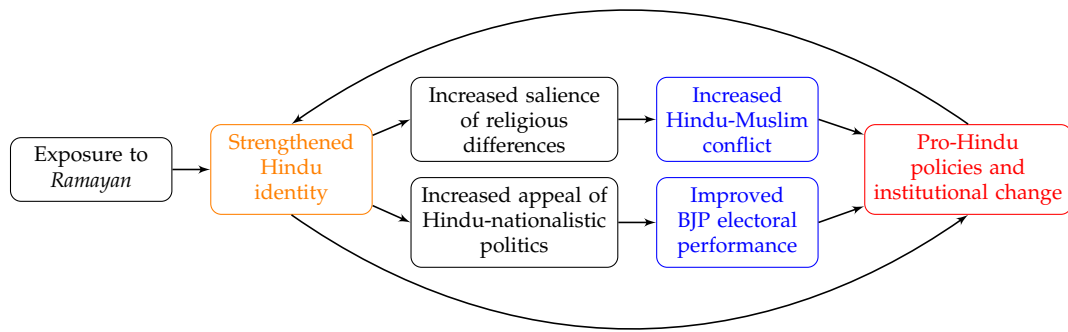 Exposure to
Ramayan
Strengthened
Hindu
identity
Increased salience
of religious
differences
Increased appeal of
Hindu-nationalistic
politics
Increased
Hindu-Muslim
conflict
Improved
BJP electoral
performance
Pro-Hindu
policies and
institutional change